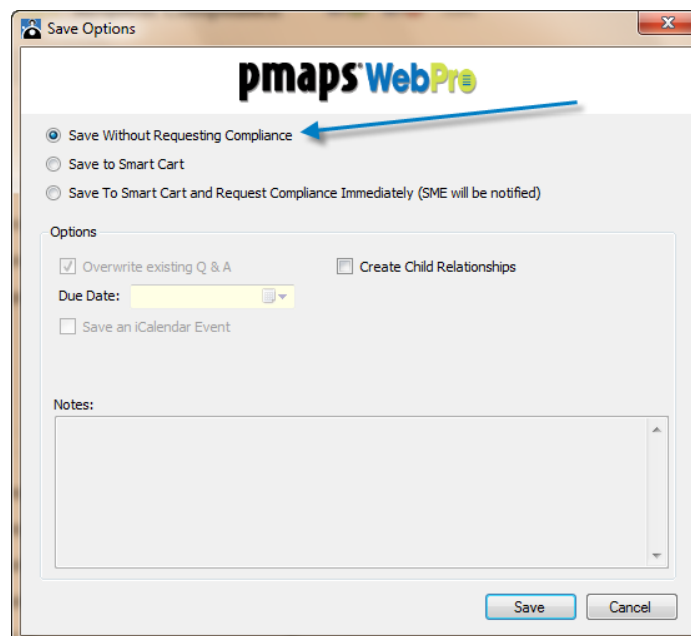 Save Options
pmaps WebPro
Save Without Requesting Compliance
Save to Smart Cart
Save To Smart Cart and Request Compliance Immediately (SME will be notified)
Options
Overwrite existing Q & A
Create Child Relationships
Due Date:
Save an iCalendar Event
Notes:
Save
Cancel